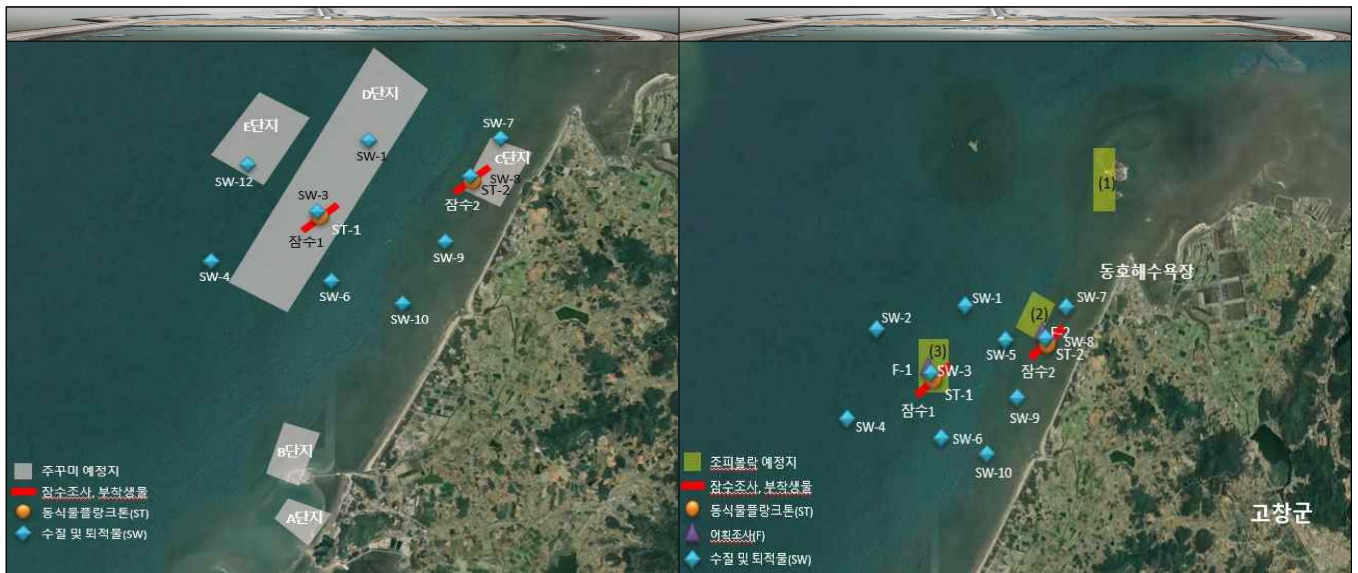 D단지
E단지
SW-7
SW-1
C단지
SW-12
SW-8
SW-3
ST-2
잠수2
ST-1
잠수1
SW-9
SW-4
SW-6
SW-10
B단지
A단지
주꾸미 예정지
잠수조사, 부착생물
동식물플랑크톤(ST)
수질 및 퇴적물(SW)
(1)
동호해수욕장
SW-1
SW-7
SW-2
(2)
F-2
SW-5
SW-8
ST-2
(3)
잠수2
F-1
SW-3
ST-1
잠수1
SW-9
SW-4
SW-6
SW-10
고창군
조피볼락 예정지
잠수조사, 부착생물
동식물플랑크톤(ST)
어획조사(F)
수질 및 퇴적물(SW)